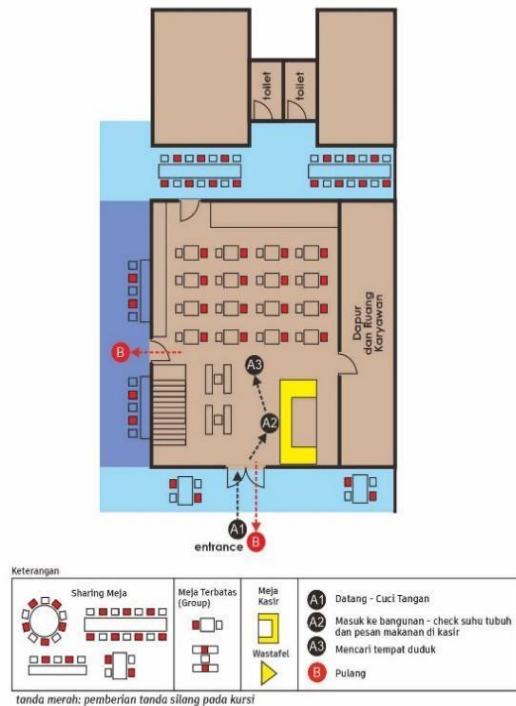 toilet
toilet
Dapur
dan Ruang
Karyawan
B
A3
A2
A1
entrance
B
Keterangan
Sharing Meja
Meja Terbatas
(Group)
Meja
Kasir
Wastafel
A1 Datang - Cuci Tangan
A2 Masuk ke bangunan - check suhu tubuh
dan pesan makanan di kasir
A3 Mencari tempat duduk
B Pulang
tanda merah: pemberian tanda silang pada kursi